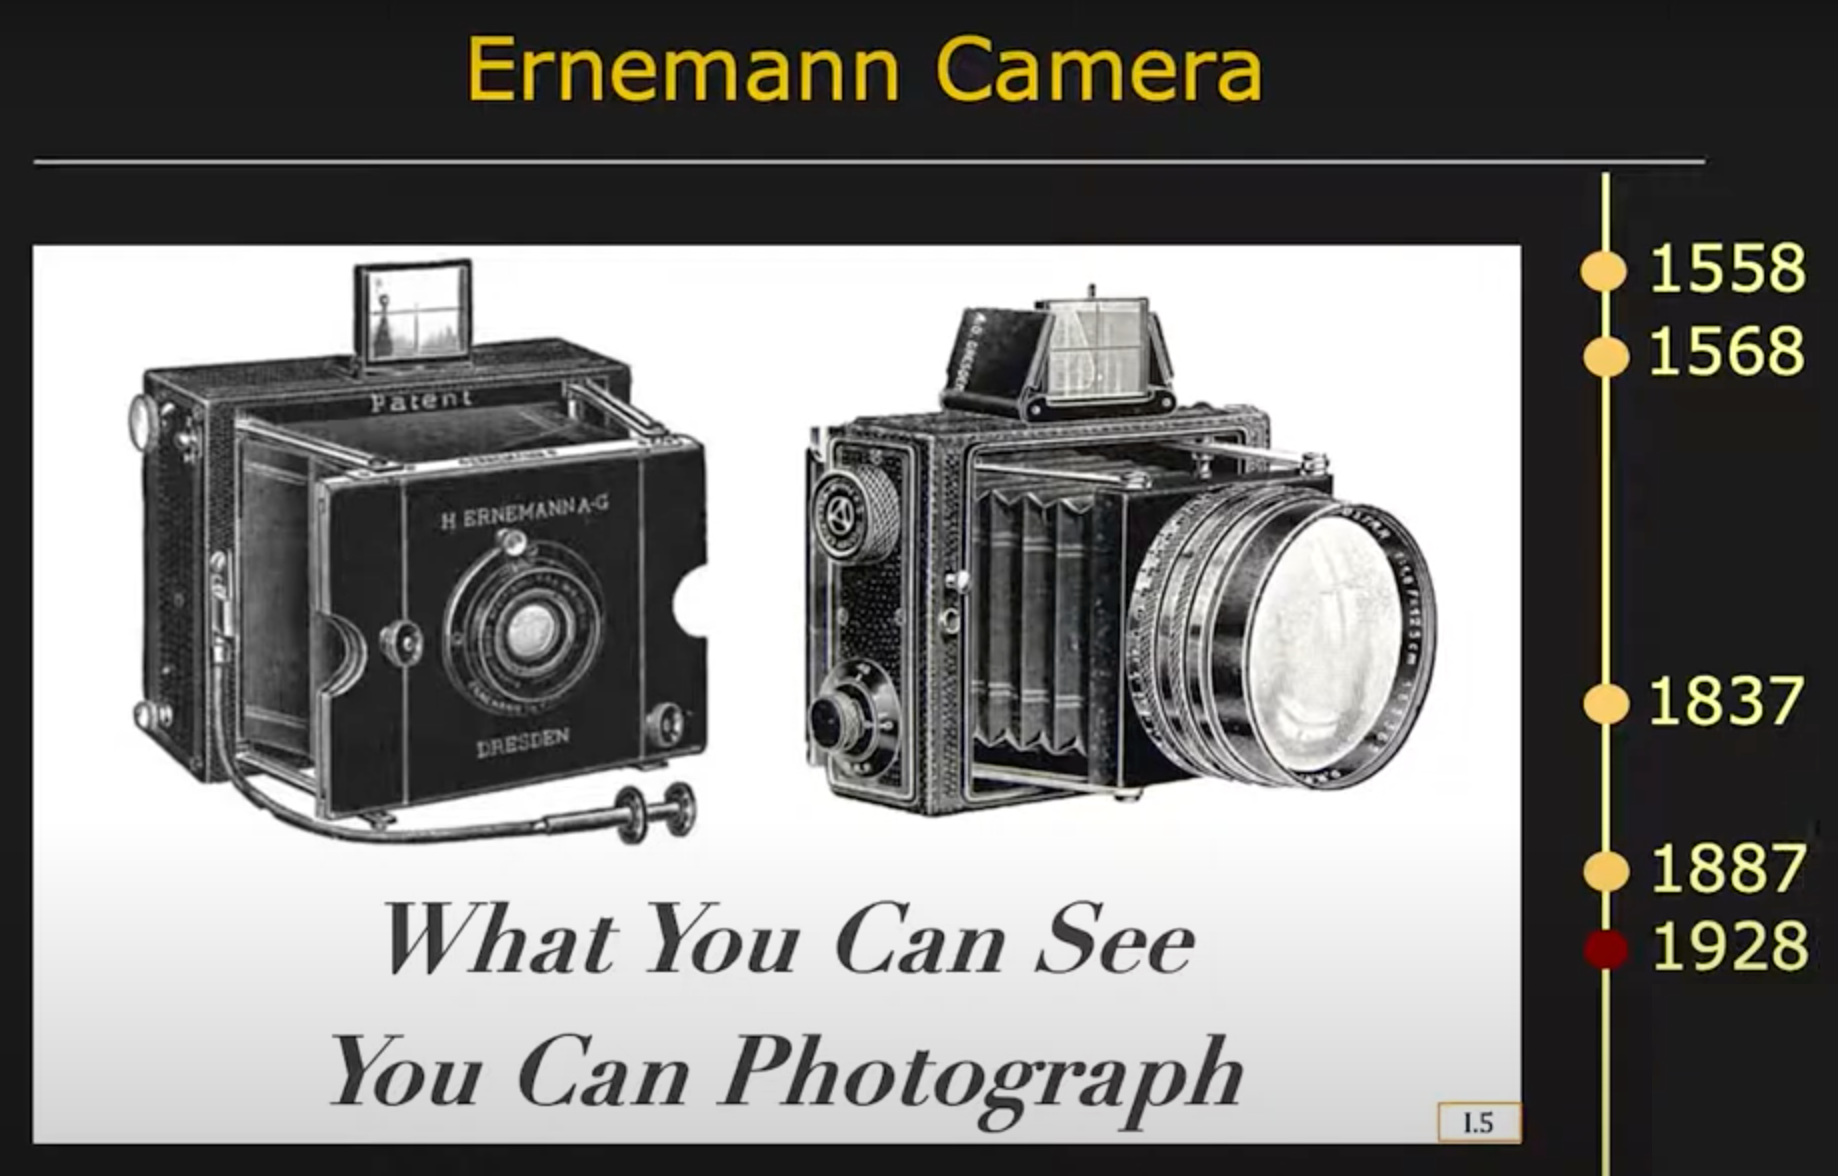 Ernemann Camera
Patent
H ERNEMANN A-G
DRESDEN
What You Can See
You Can Photograph
I.5
1558
1568
1837
1887
1928